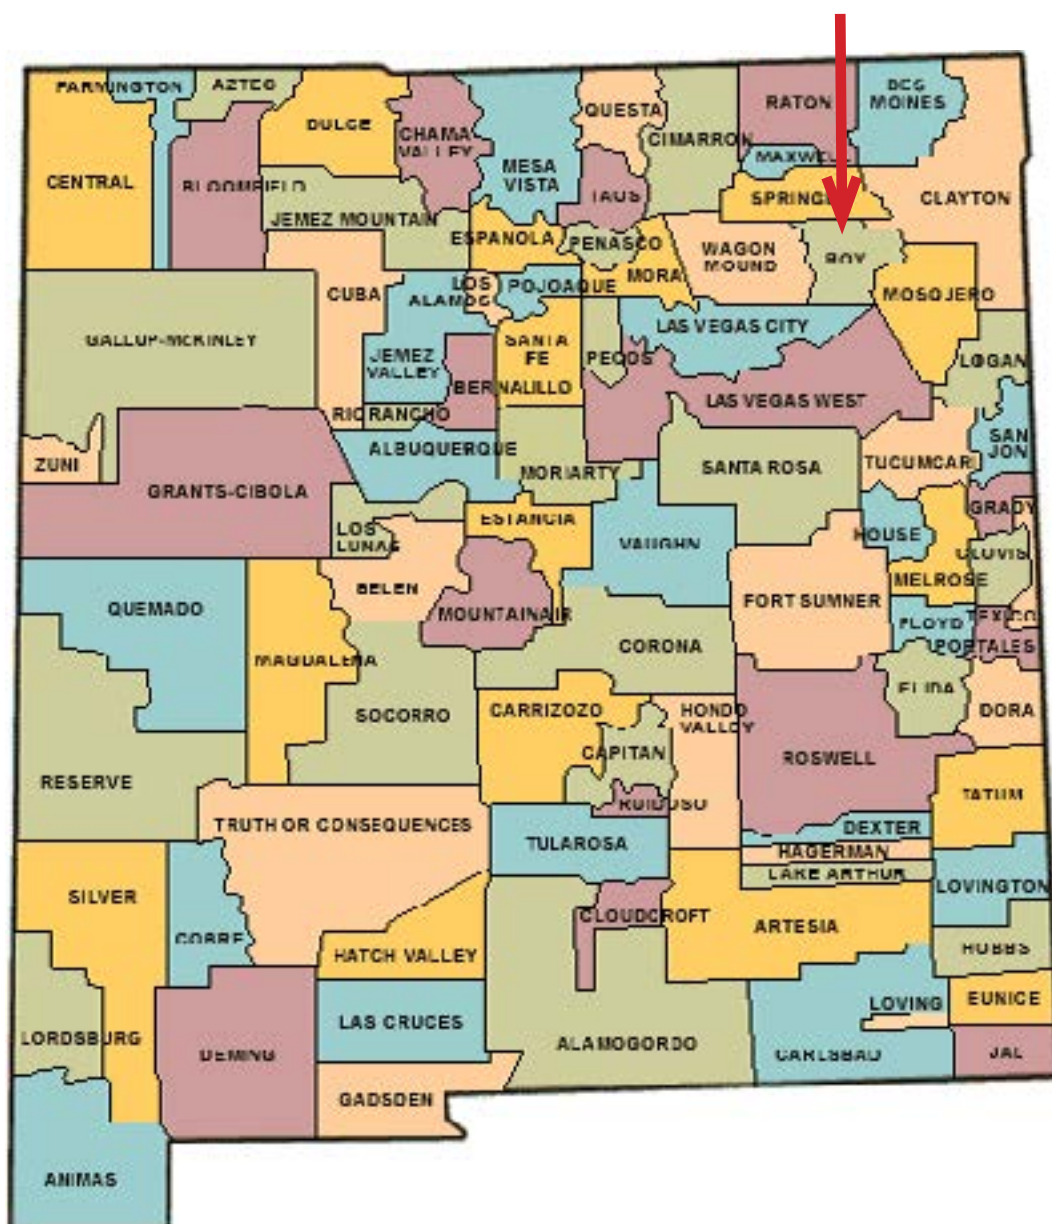 FARMINGTON
AZTEC
DULCE
CHAMA
VALLEY
MESA
VISTA
QUESTA
CIMARRON
RATON
DES
MOINES
MAXWELL
CENTRAL
BLOOMFIELD
JEMEZ MOUNTAIN
TAOS
CLAYTON
ESPANOLA
PENASCO
WAGON
MOUND
ROY
MORA
MOSQUERO
CUBA
LOS
ALAMOS
POJOAQUE
GALLUP-MCKINLEY
JEMEZ
VALLEY
SANTA
FE
PECOS
LAS VEGAS CITY
LOGAN
BERNALILLO
LAS VEGAS WEST
RIO RANCHO
ALBUQUERQUE
SAN
JON
ZUNI
GRANTS-CIBOLA
MORIARTY
SANTA ROSA
TUCUMCARI
LOS
LUNAS
ESTANCIA
VAUGHN
HOUSE
GRADY
CLOVIS
BELEN
MELROSE
QUEMADO
MOUNTAINAIR
FORT SUMNER
FLOYD
TEXICO
PORTALES
MAGDALENA
CORONA
ELIDA
DORA
SOCORRO
CARRIZOZO
HONDO
VALLEY
CAPITAN
ROSWELL
RESERVE
RUIDOSO
TATUM
TRUTH OR CONSEQUENCES
TULAROSA
DEXTER
HAGERMAN
LAKE ARTHUR
LOVINGTON
SILVER
COBRE
CLOUDCROFT
ARTESIA
HATCH VALLEY
HOBBS
LOVING
EUNICE
LORDSBURG
DEMING
LAS CRUCES
ALAMOGORDO
CARLSBAD
JAL
GADSDEN
ANIMAS